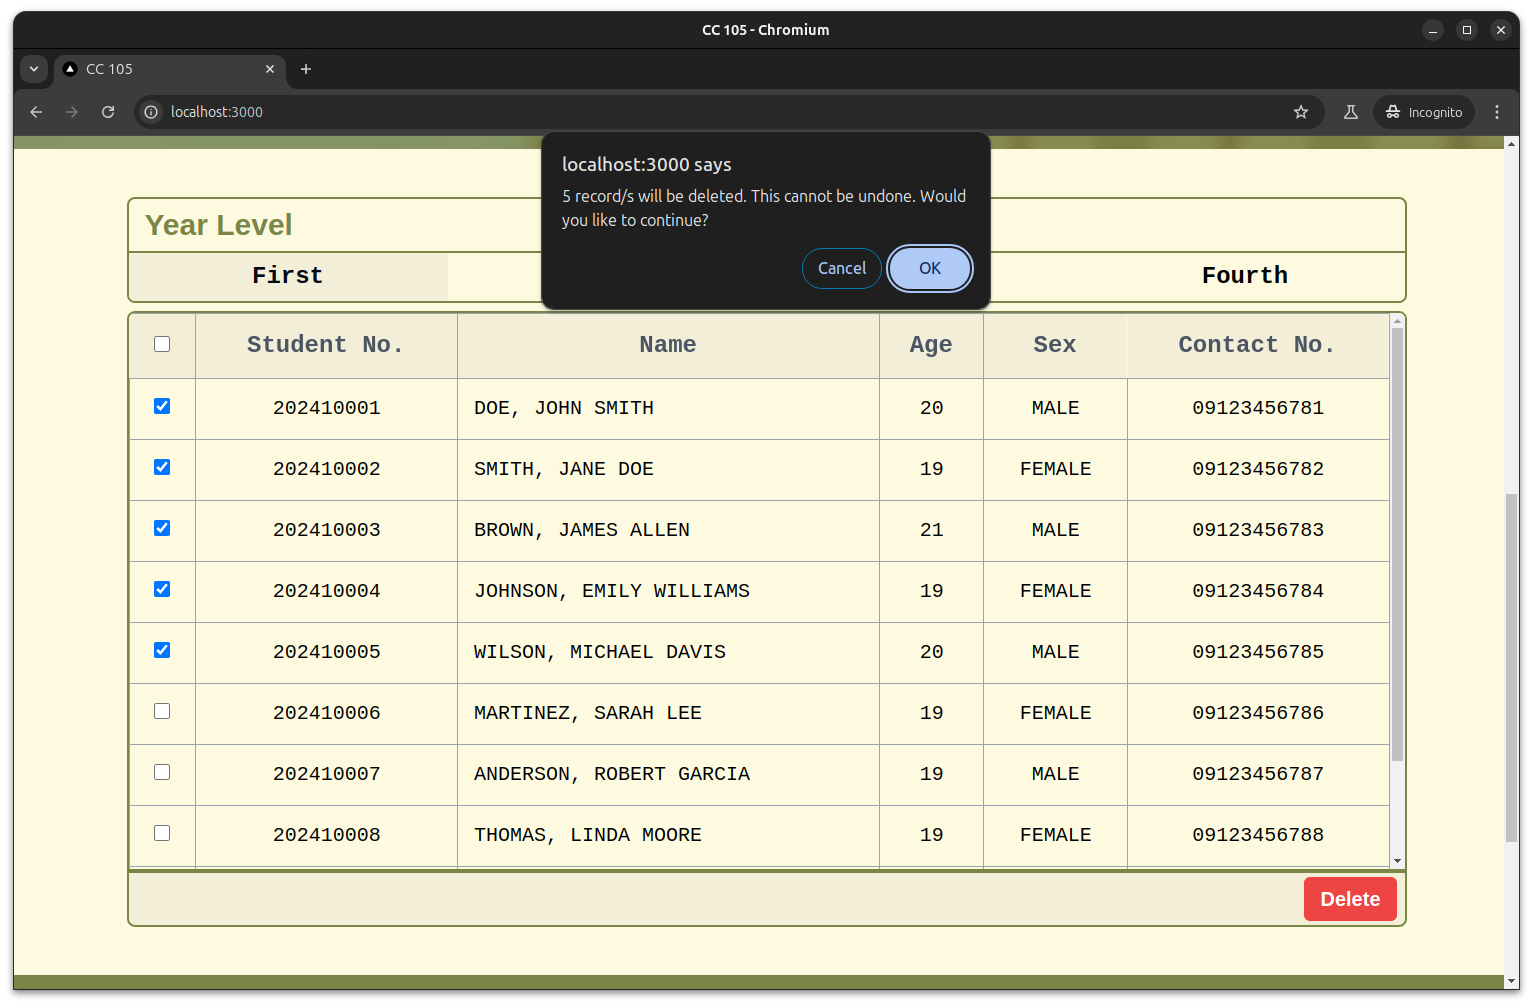 CC 105 - Chromium
CC 105
localhost:3000
Incognito
localhost:3000 says
5 record/s will be deleted. This cannot be undone. Would
you like to continue?
Cancel OK
Year Level
First Fourth
Student No. Name Age Sex Contact No.
202410001 DOE, JOHN SMITH 20 MALE 09123456781
202410002 SMITH, JANE DOE 19 FEMALE 09123456782
202410003 BROWN, JAMES ALLEN 21 MALE 09123456783
202410004 JOHNSON, EMILY WILLIAMS 19 FEMALE 09123456784
202410005 WILSON, MICHAEL DAVIS 20 MALE 09123456785
202410006 MARTINEZ, SARAH LEE 19 FEMALE 09123456786
202410007 ANDERSON, ROBERT GARCIA 19 MALE 09123456787
202410008 THOMAS, LINDA MOORE 19 FEMALE 09123456788
Delete